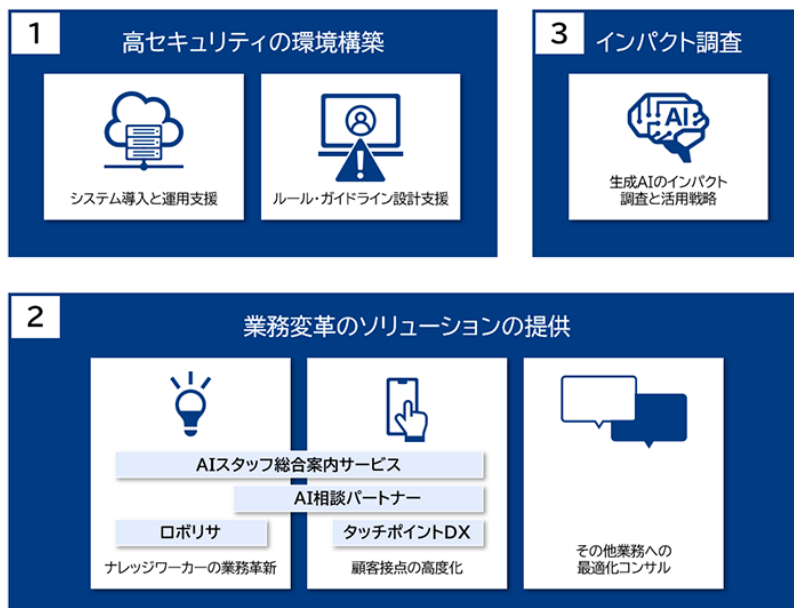 1
高セキュリティの環境構築
システム導入と運用支援
ルール・ガイドライン設計支援
3
インパクト調査
AI
生成AIのインパクト
調査と活用戦略
2
業務変革のソリューションの提供
AIスタッフ総合案内サービス
AI相談パートナー
ロボリサ
タッチポイントDX
ナレッジワーカーの業務革新
顧客接点の高度化
その他業務への
最適化コンサル